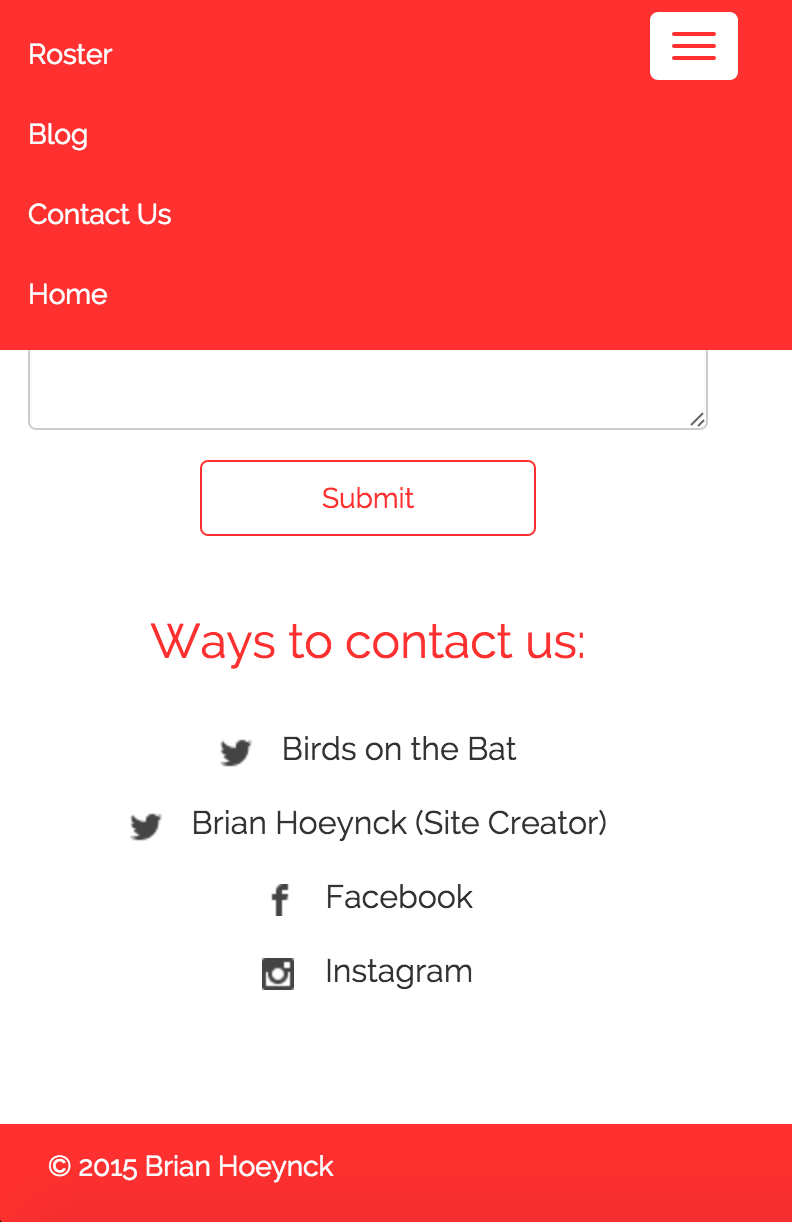 Roster
Blog
Contact Us
Home
Submit
Ways to contact us:
Birds on the Bat
Brian Hoeynck (Site Creator)
Facebook
Instagram
© 2015 Brian Hoeynck